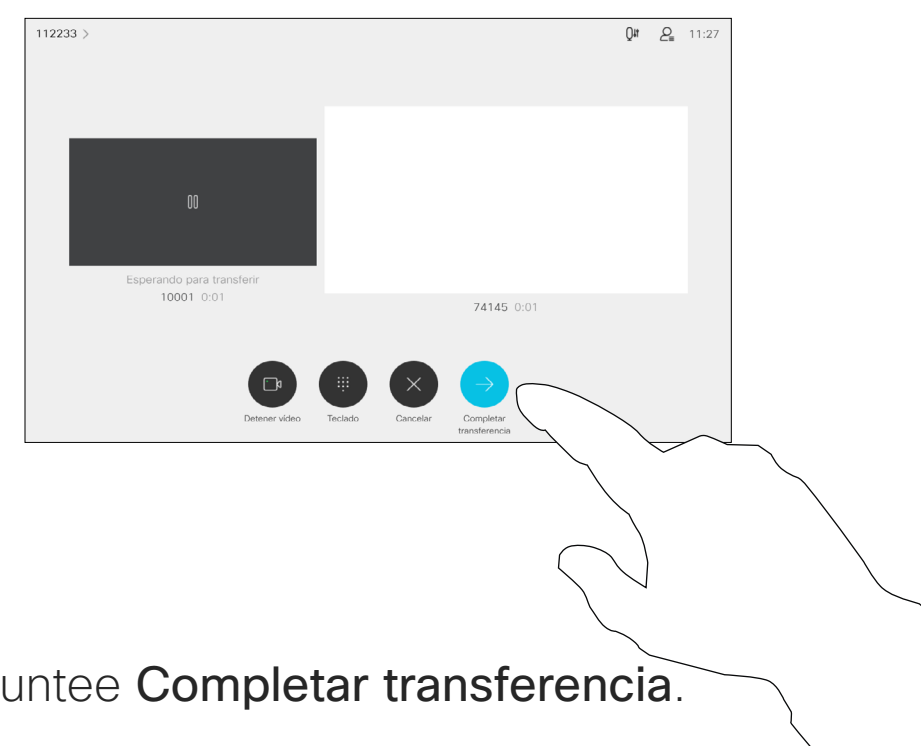 112233 >
11:27
Esperando para transferir
10001 0:01
74145 0:01
Detener vídeo
Teclado
Cancelar
Completar
transferencia
untee Completar transferencia.